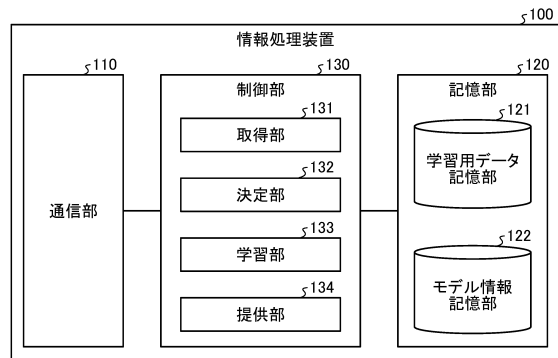 100
情報処理装置
110
通信部
130
制御部
131
取得部
132
決定部
133
学習部
134
提供部
120
記憶部
121
学習用データ
記憶部
122
モデル情報
記憶部